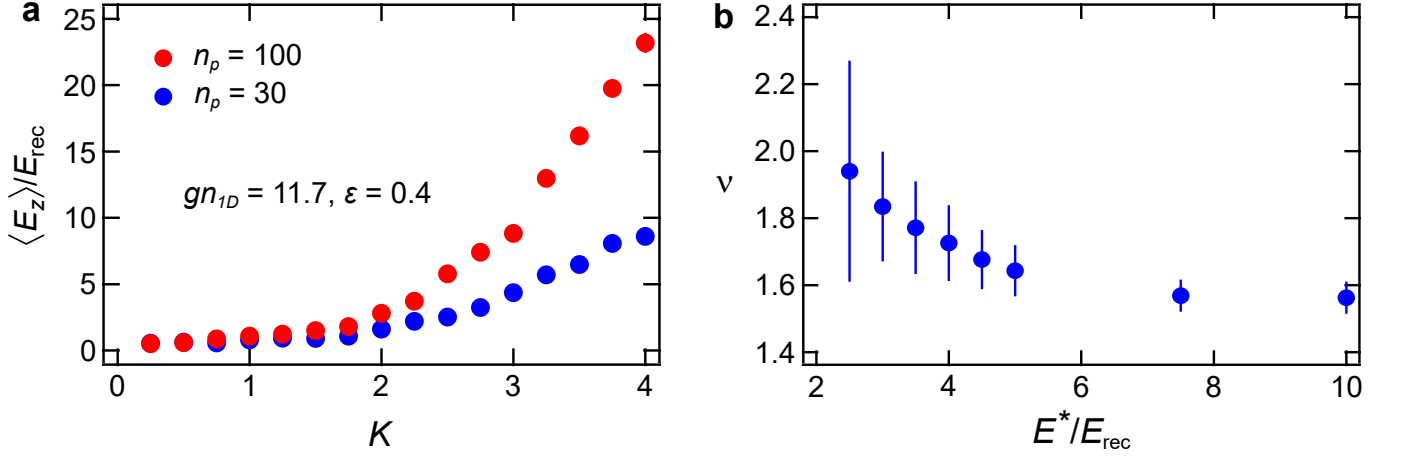 a
25
20
15
10
5
0
⟨E_z⟩/E_rec
n_p = 100
n_p = 30
gn_1D = 11.7, ε = 0.4
0 1 2 3 4
K
b
2.4
2.2
2.0
1.8
1.6
1.4
ν
2 4 6 8 10
E*/E_rec